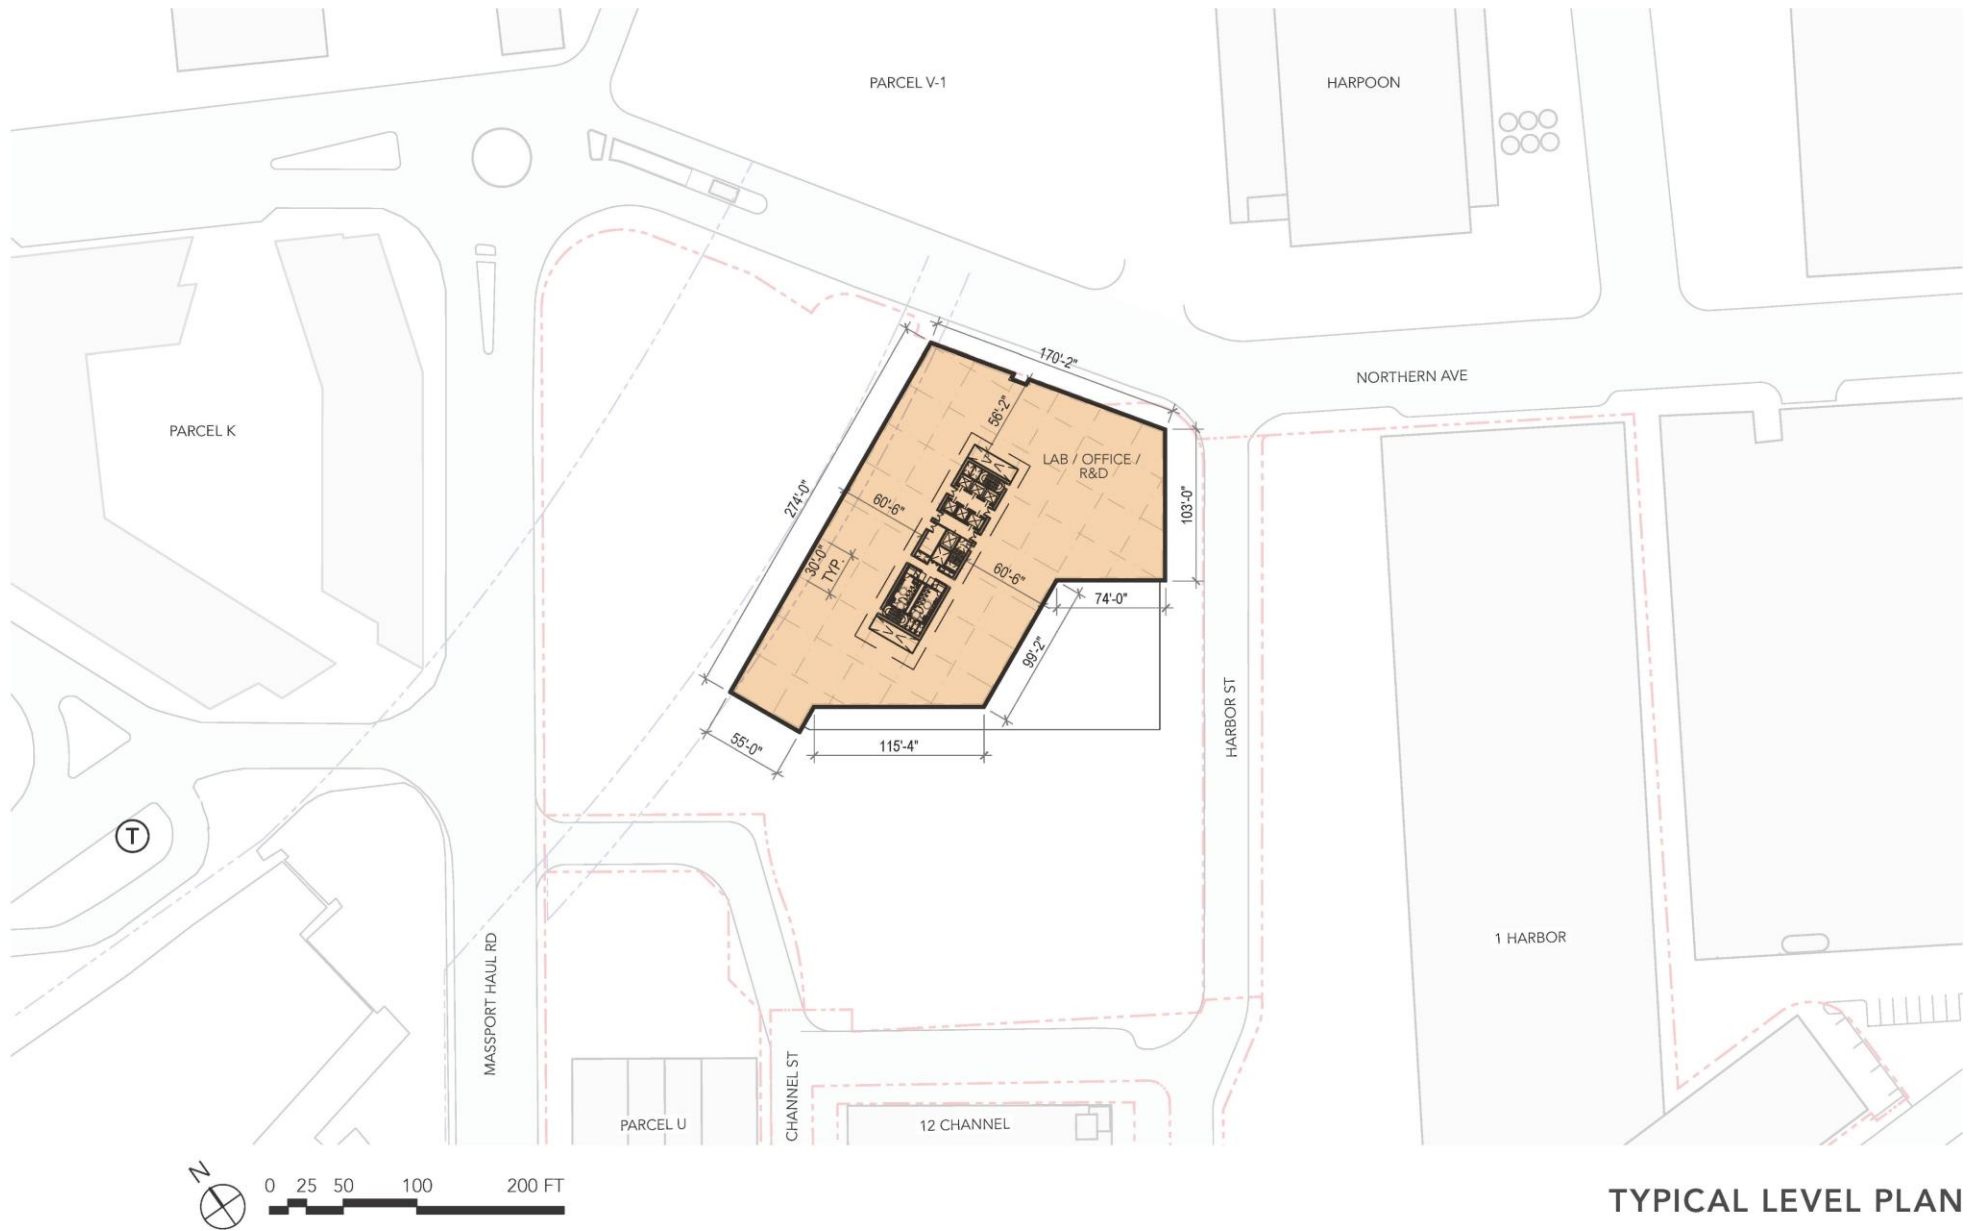 PARCEL V-1
HARPOON
170'-2"
NORTHERN AVE
56'-2"
PARCEL K
LAB / OFFICE /
R&D
274'-0"
60'-6"
103'-0"
30'-0"
TYP.
60'-6"
74'-0"
99'-2"
HARBOR ST
55'-0"
115'-4"
T
1 HARBOR
MASSPORT HAUL RD
CHANNEL ST
PARCEL U
12 CHANNEL
N
0 25 50 100 200 FT
TYPICAL LEVEL PLAN